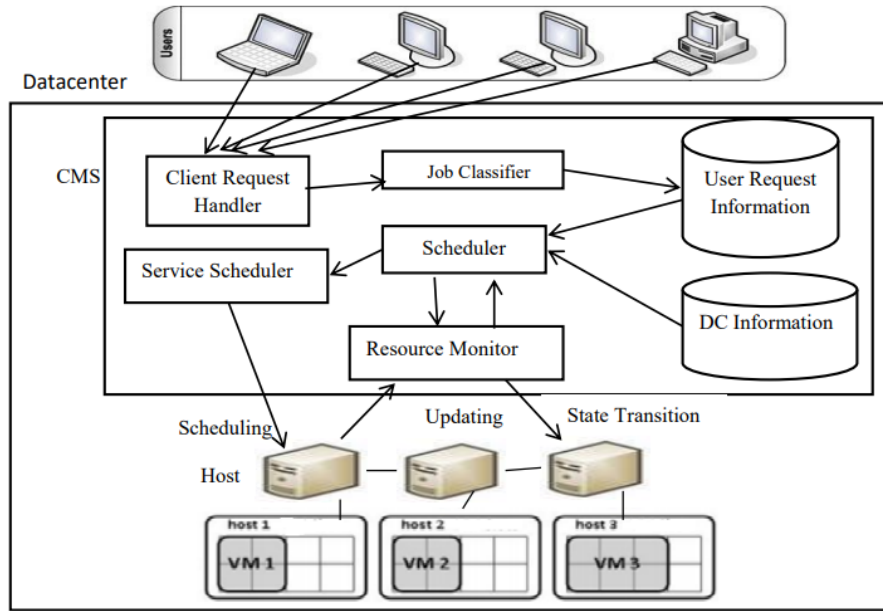 Users
Datacenter
CMS
Client Request
Handler
Job Classifier
User Request
Information
Service Scheduler
Scheduler
DC Information
Resource Monitor
Scheduling
Updating
State Transition
Host
host 1
host 2
host 3
VM 1
VM 2
VM 3